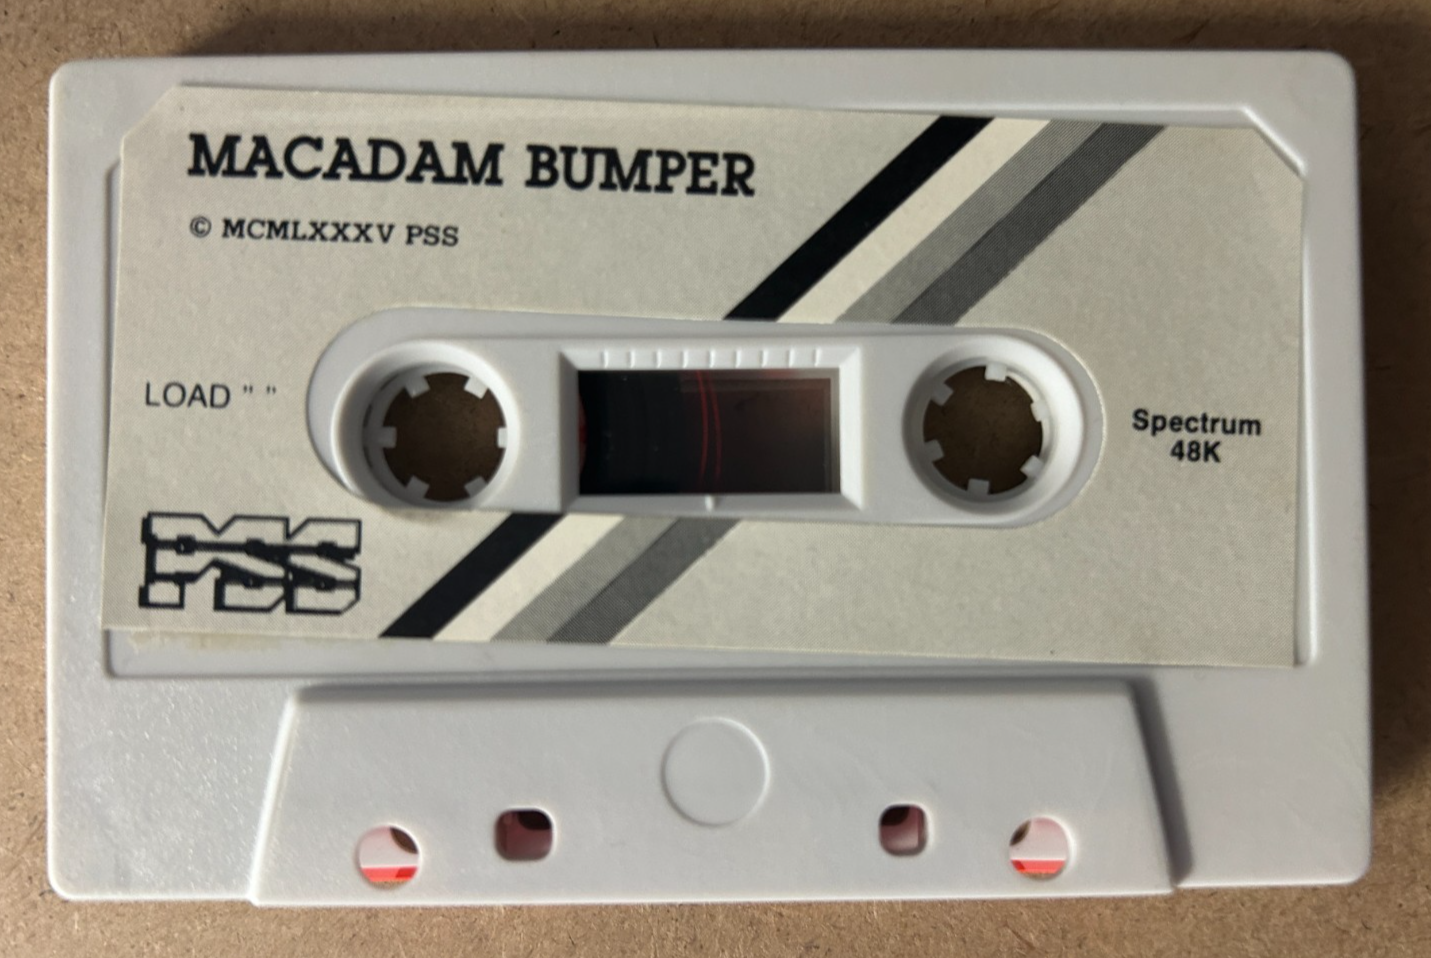 MACADAM BUMPER
© MCMLXXXV PSS
LOAD " "
Spectrum
48K
PSS